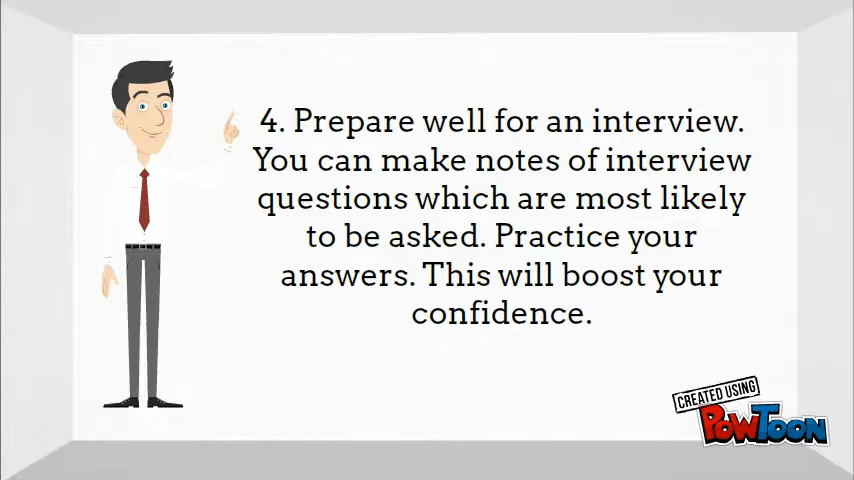 4. Prepare well for an interview.
You can make notes of interview
questions which are most likely
to be asked. Practice your
answers. This will boost your
confidence.
CREATED USING
POWTOON